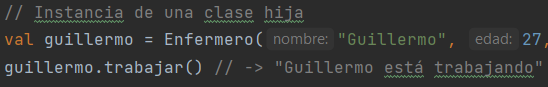 // Instancia de una clase hija
val guillermo = Enfermero( nombre: "Guillermo", edad: 27,
guillermo.trabajar() // -> "Guillermo está trabajando"